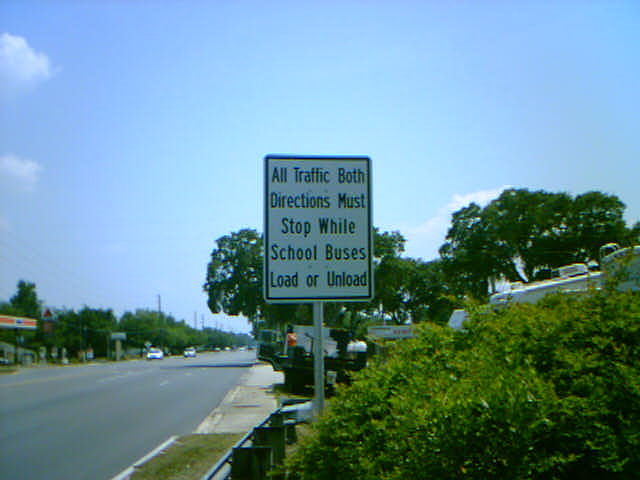 All Traffic Both
Directions Must
Stop While
School Buses
Load or Unload